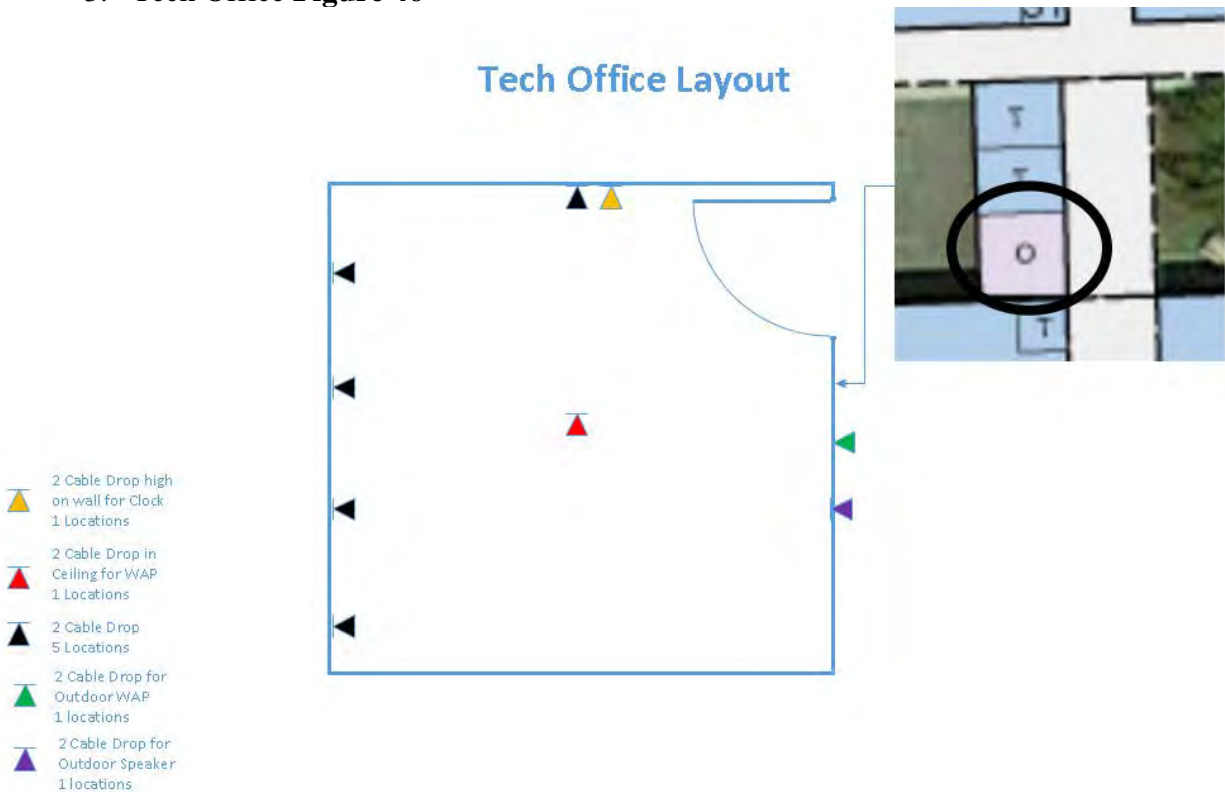 Tech Office Layout
T
T
O
T
2 Cable Drop high
on wall for Clock
1 Locations
2 Cable Drop in
Ceiling for WAP
1 Locations
2 Cable Drop
5 Locations
2 Cable Drop for
Outdoor WAP
1 locations
2 Cable Drop for
Outdoor Speaker
1 locations